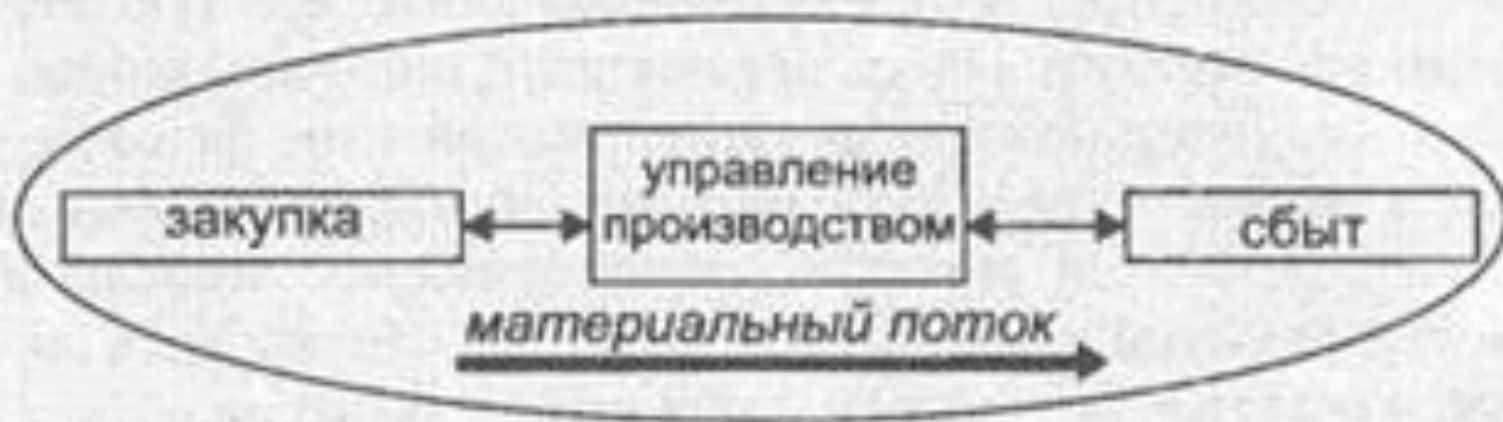 закупка
управление
производством
сбыт
материальный поток